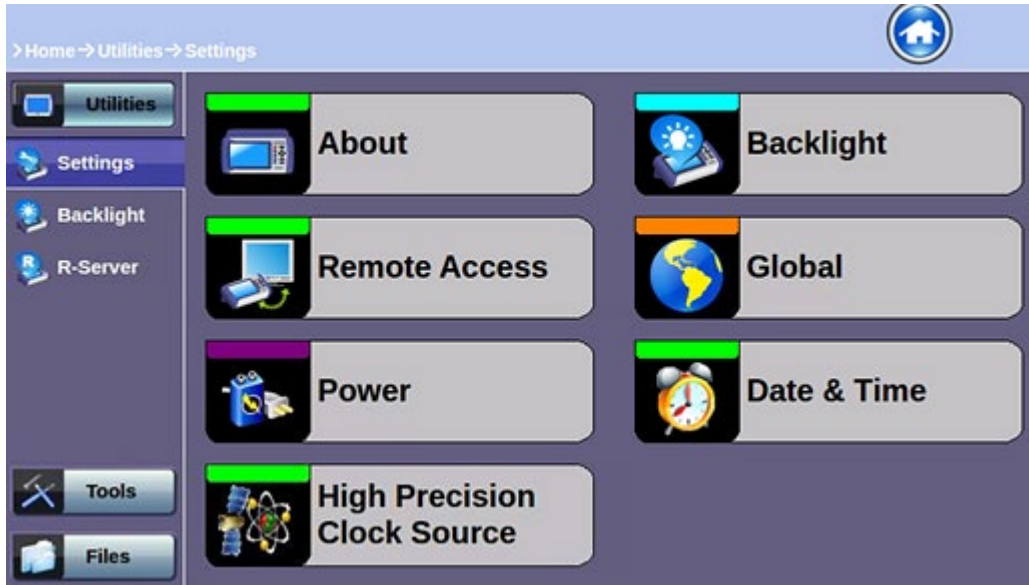 >Home→Utilities→Settings
Utilities
Settings
Backlight
R-Server
Tools
Files
About
Backlight
Remote Access
Global
Power
Date & Time
High Precision
Clock Source